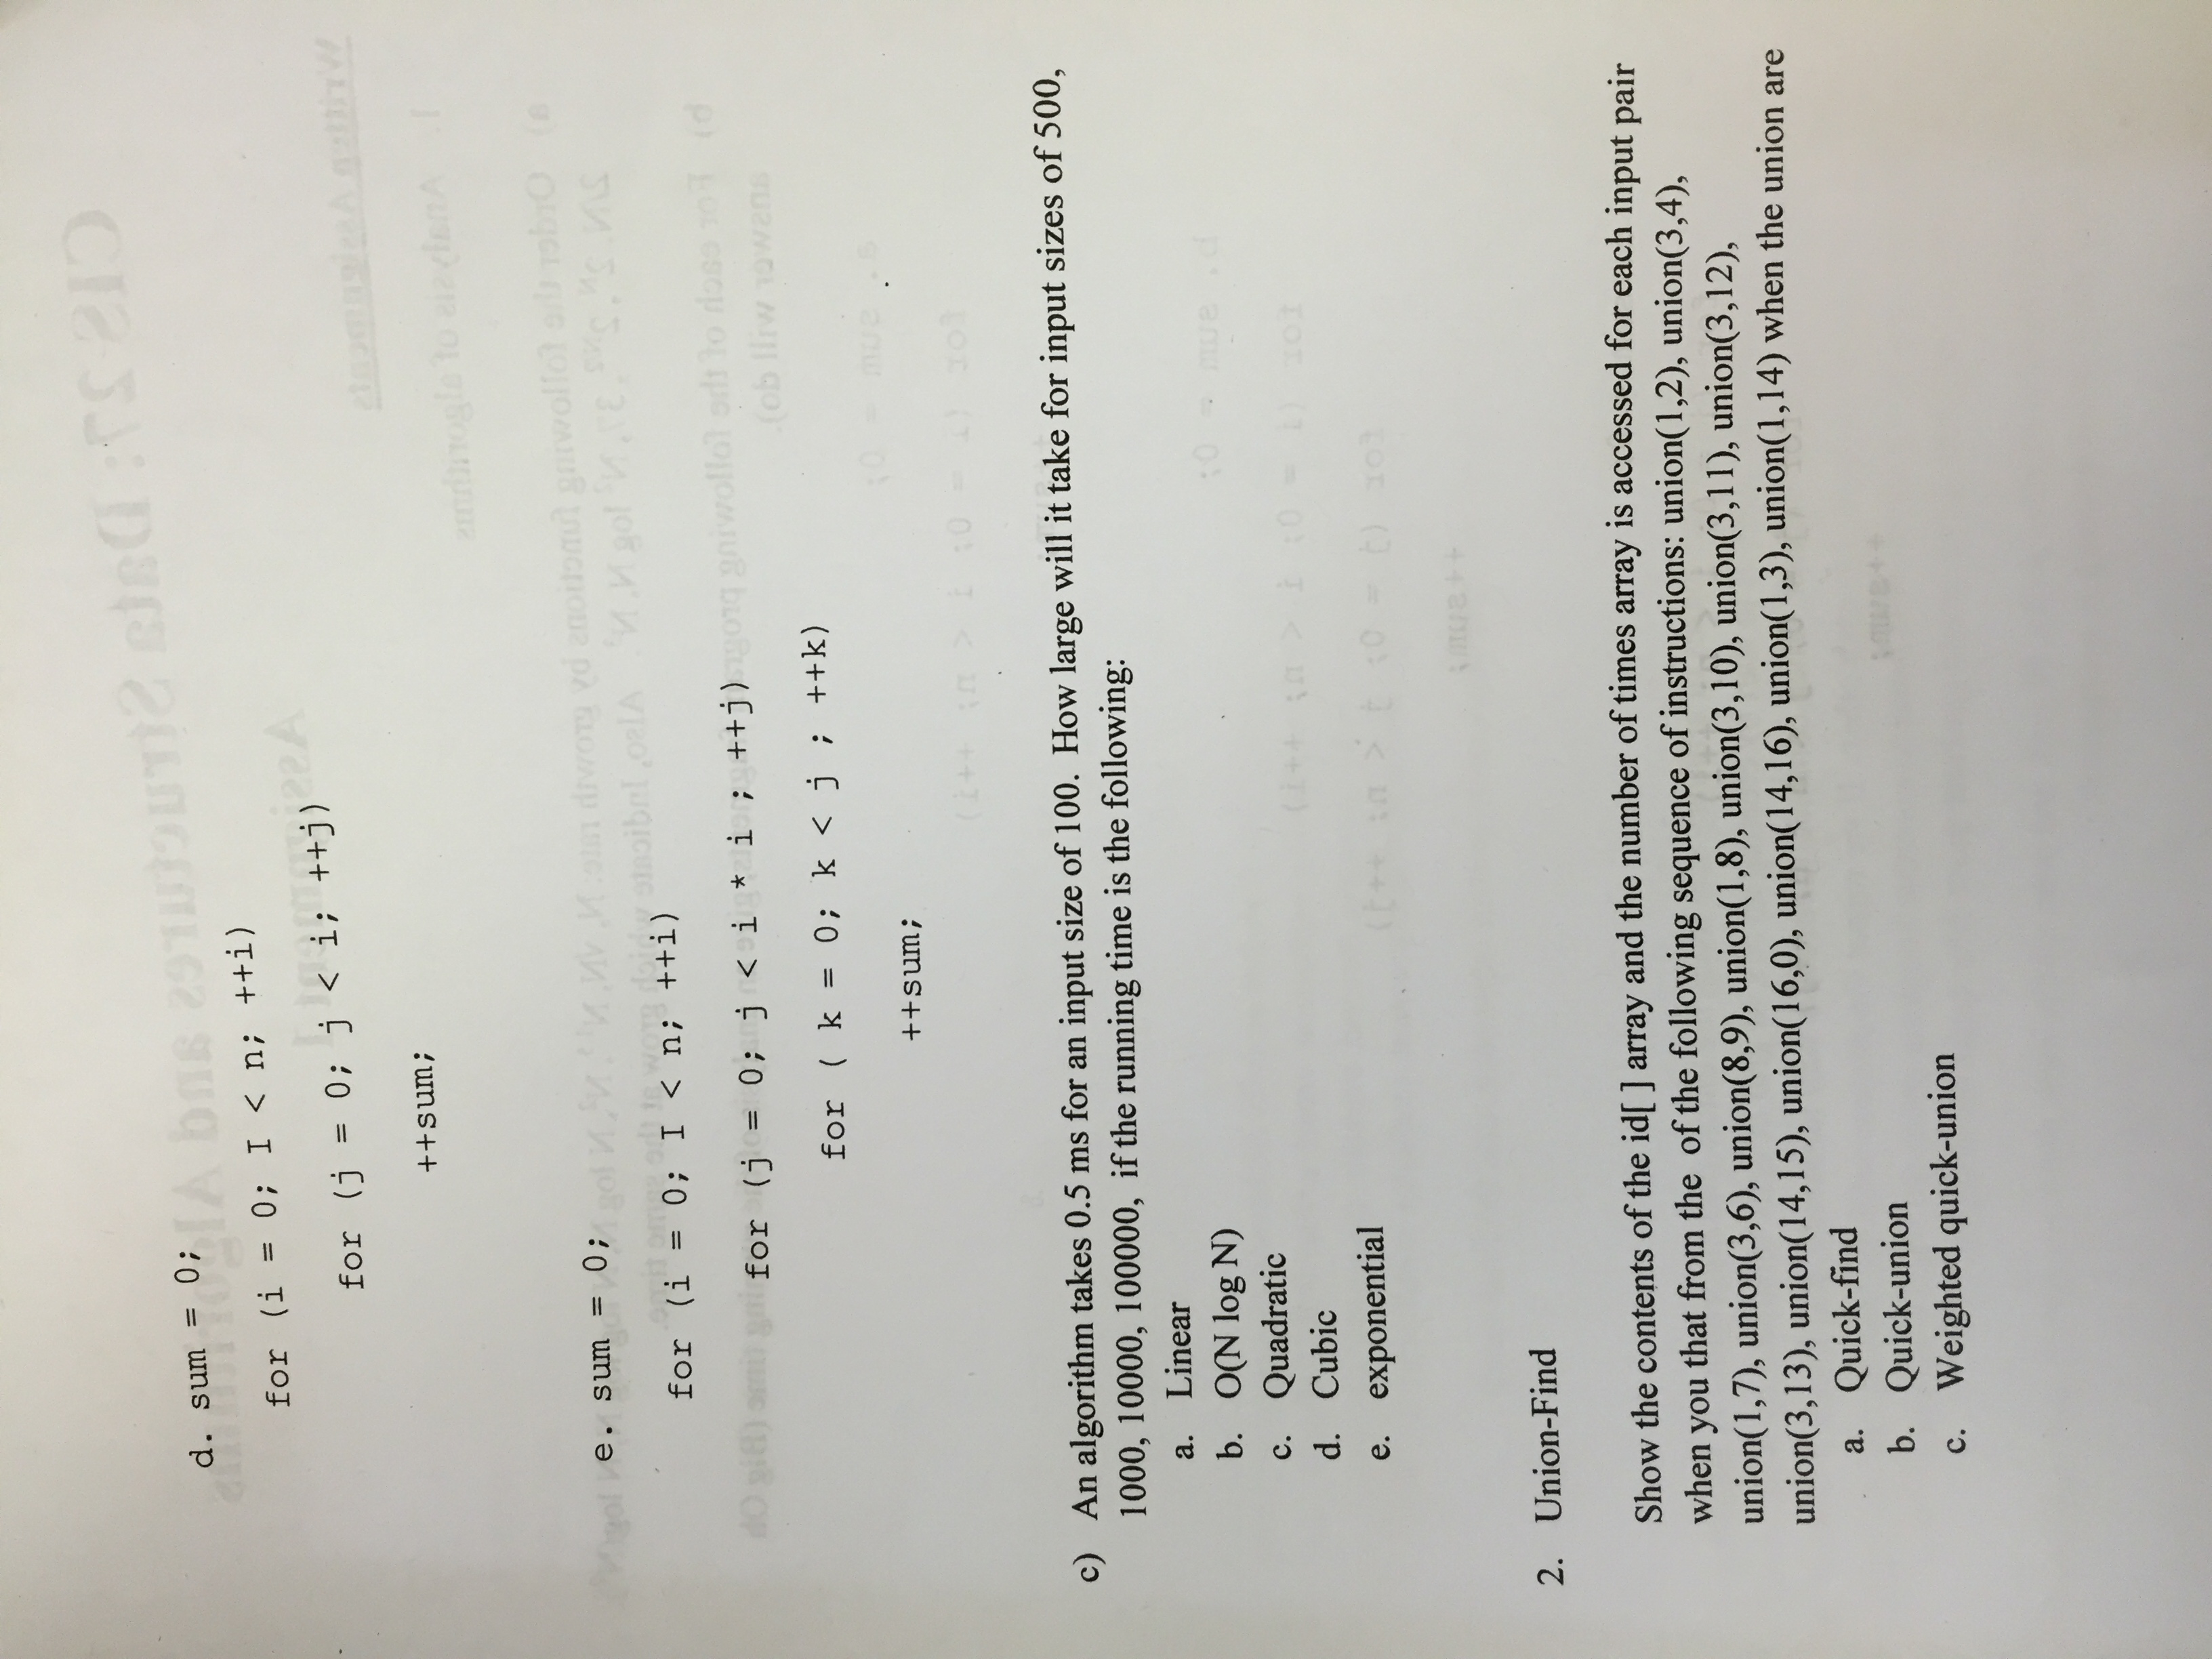 d. sum = 0;
for (i = 0; I < n; ++i)
for (j = 0; j < i; ++j)
++sum;
e. sum = 0;
for (i = 0; I < n; ++i)
for (j = 0; j < i * i ; ++j)
for ( k = 0; k < j ; ++k)
++sum;
c) An algorithm takes 0.5 ms for an input size of 100. How large will it take for input sizes of 500,
1000, 10000, 100000, if the running time is the following:
a. Linear
b. O(N log N)
c. Quadratic
d. Cubic
e. exponential
2. Union-Find
Show the contents of the id[ ] array and the number of times array is accessed for each input pair
when you that from the of the following sequence of instructions: union(1,2), union(3,4),
union(1,7), union(3,6), union(8,9), union(1,8), union(3,10), union(3,11), union(3,12),
union(3,13), union(14,15), union(16,0), union(14,16), union(1,3), union(1,14) when the union are
a. Quick-find
b. Quick-union
c. Weighted quick-union